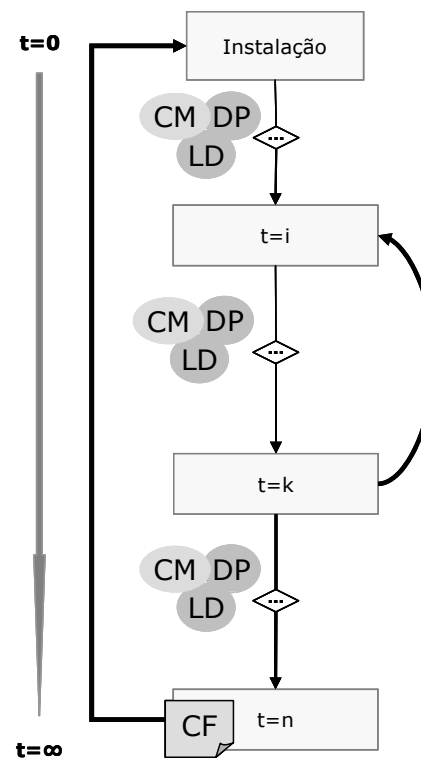 t=0
Instalação
CM DP
...
LD
t=i
CM DP
...
LD
t=k
CM DP
...
LD
CF
t=n
t=∞